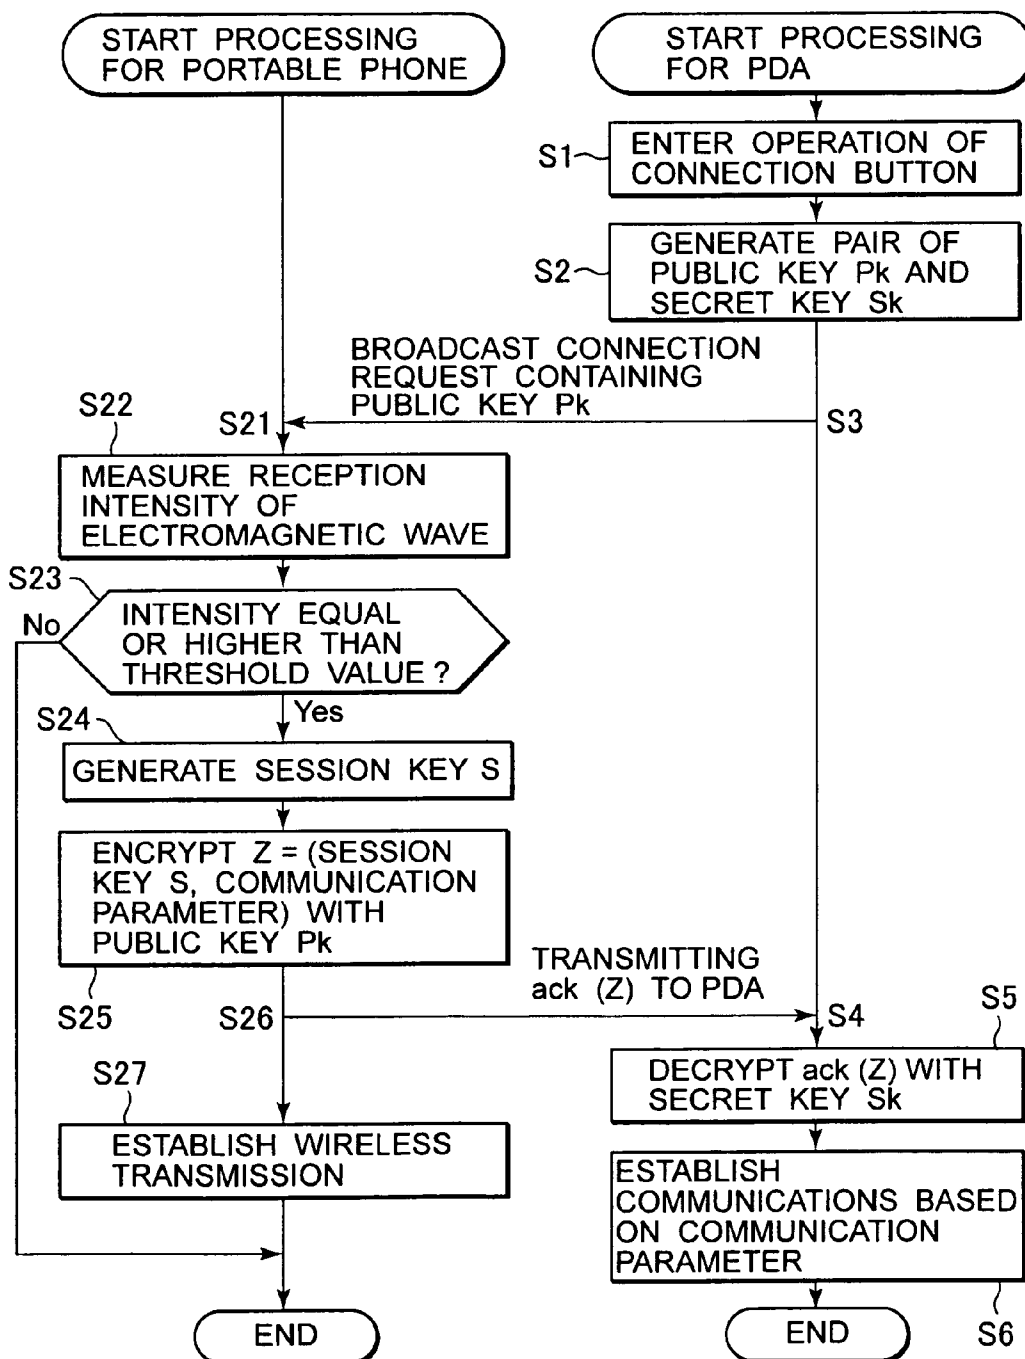 START PROCESSING
FOR PORTABLE PHONE
START PROCESSING
FOR PDA
S1
ENTER OPERATION OF
CONNECTION BUTTON
S2
GENERATE PAIR OF
PUBLIC KEY Pk AND
SECRET KEY Sk
BROADCAST CONNECTION
REQUEST CONTAINING
PUBLIC KEY Pk
S22
S21
S3
MEASURE RECEPTION
INTENSITY OF
ELECTROMAGNETIC WAVE
S23
No
INTENSITY EQUAL
OR HIGHER THAN
THRESHOLD VALUE ?
Yes
S24
GENERATE SESSION KEY S
ENCRYPT Z = (SESSION
KEY S, COMMUNICATION
PARAMETER) WITH
PUBLIC KEY Pk
S25
S26
TRANSMITTING
ack (Z) TO PDA
S4
S5
DECRYPT ack (Z) WITH
SECRET KEY Sk
S27
ESTABLISH WIRELESS
TRANSMISSION
ESTABLISH
COMMUNICATIONS BASED
ON COMMUNICATION
PARAMETER
S6
END
END